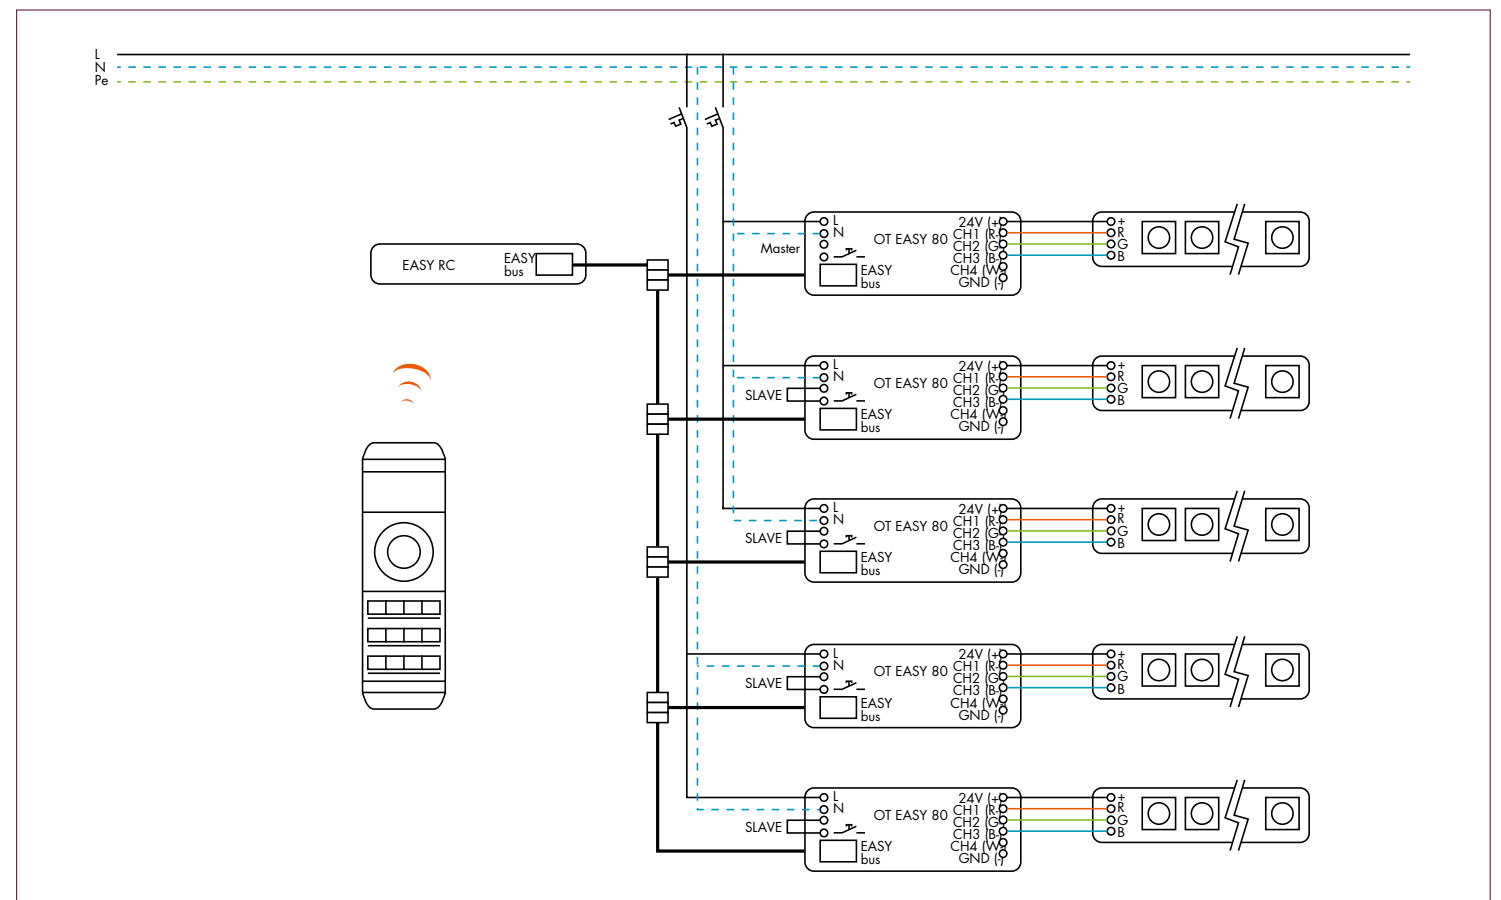 L
N
Pe
EASY RC
EASY
bus
Master
L
N
OT EASY 80
EASY
bus
24V (+)
CH1 (R-)
CH2 (G-)
CH3 (B-)
CH4 (W-)
GND (-)
+
R
G
B
SLAVE
L
N
OT EASY 80
EASY
bus
24V (+)
CH1 (R-)
CH2 (G-)
CH3 (B-)
CH4 (W-)
GND (-)
+
R
G
B
SLAVE
L
N
OT EASY 80
EASY
bus
24V (+)
CH1 (R-)
CH2 (G-)
CH3 (B-)
CH4 (W-)
GND (-)
+
R
G
B
SLAVE
L
N
OT EASY 80
EASY
bus
24V (+)
CH1 (R-)
CH2 (G-)
CH3 (B-)
CH4 (W-)
GND (-)
+
R
G
B
SLAVE
L
N
OT EASY 80
EASY
bus
24V (+)
CH1 (R-)
CH2 (G-)
CH3 (B-)
CH4 (W-)
GND (-)
+
R
G
B